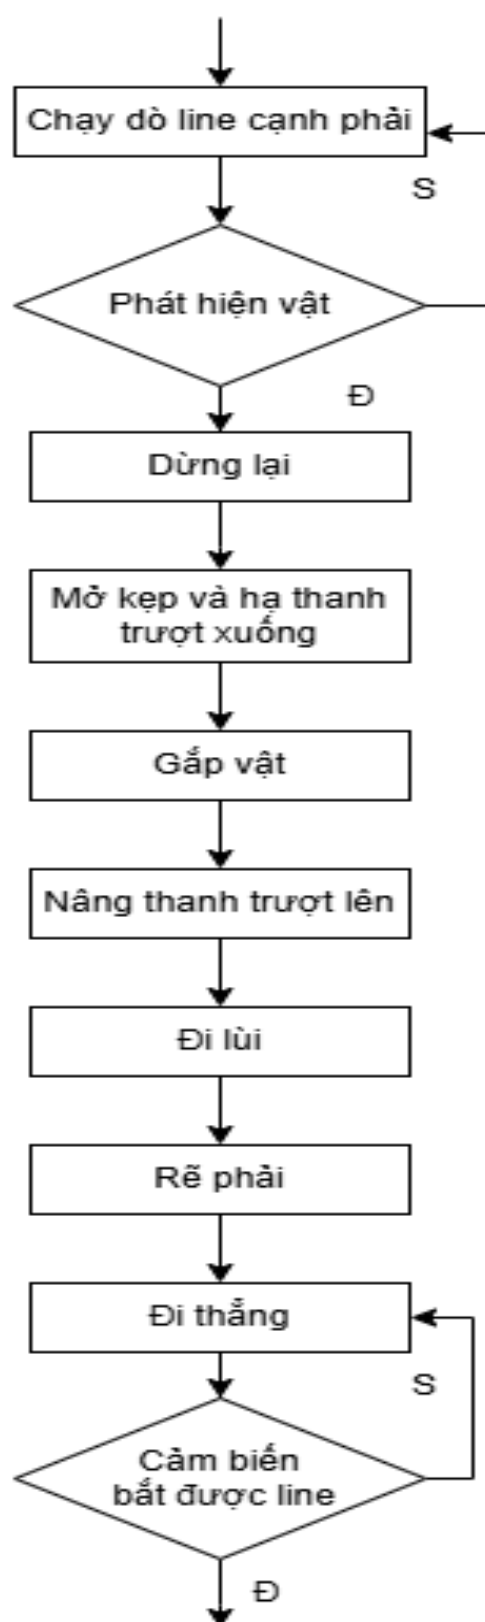 Chạy dò line cạnh phải
S
Phát hiện vật
Đ
Dừng lại
Mở kẹp và hạ thanh
trượt xuống
Gắp vật
Nâng thanh trượt lên
Đi lùi
Rẽ phải
Đi thẳng
S
Cảm biến
bắt được line
Đ